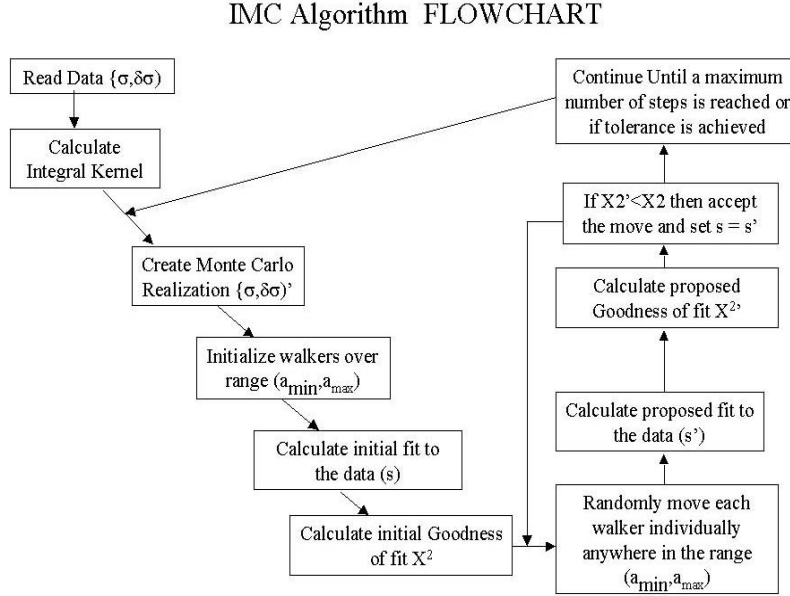 IMC Algorithm FLOWCHART
Read Data {σ,δσ)
Calculate
Integral Kernel
Create Monte Carlo
Realization {σ,δσ)’
Initialize walkers over
range (amin,amax)
Calculate initial fit to
the data (s)
Calculate initial Goodness
of fit X²
Randomly move each
walker individually
anywhere in the range
(amin,amax)
Calculate proposed fit to
the data (s’)
Calculate proposed
Goodness of fit X²’
If X2’<X2 then accept
the move and set s = s’
Continue Until a maximum
number of steps is reached or
if tolerance is achieved